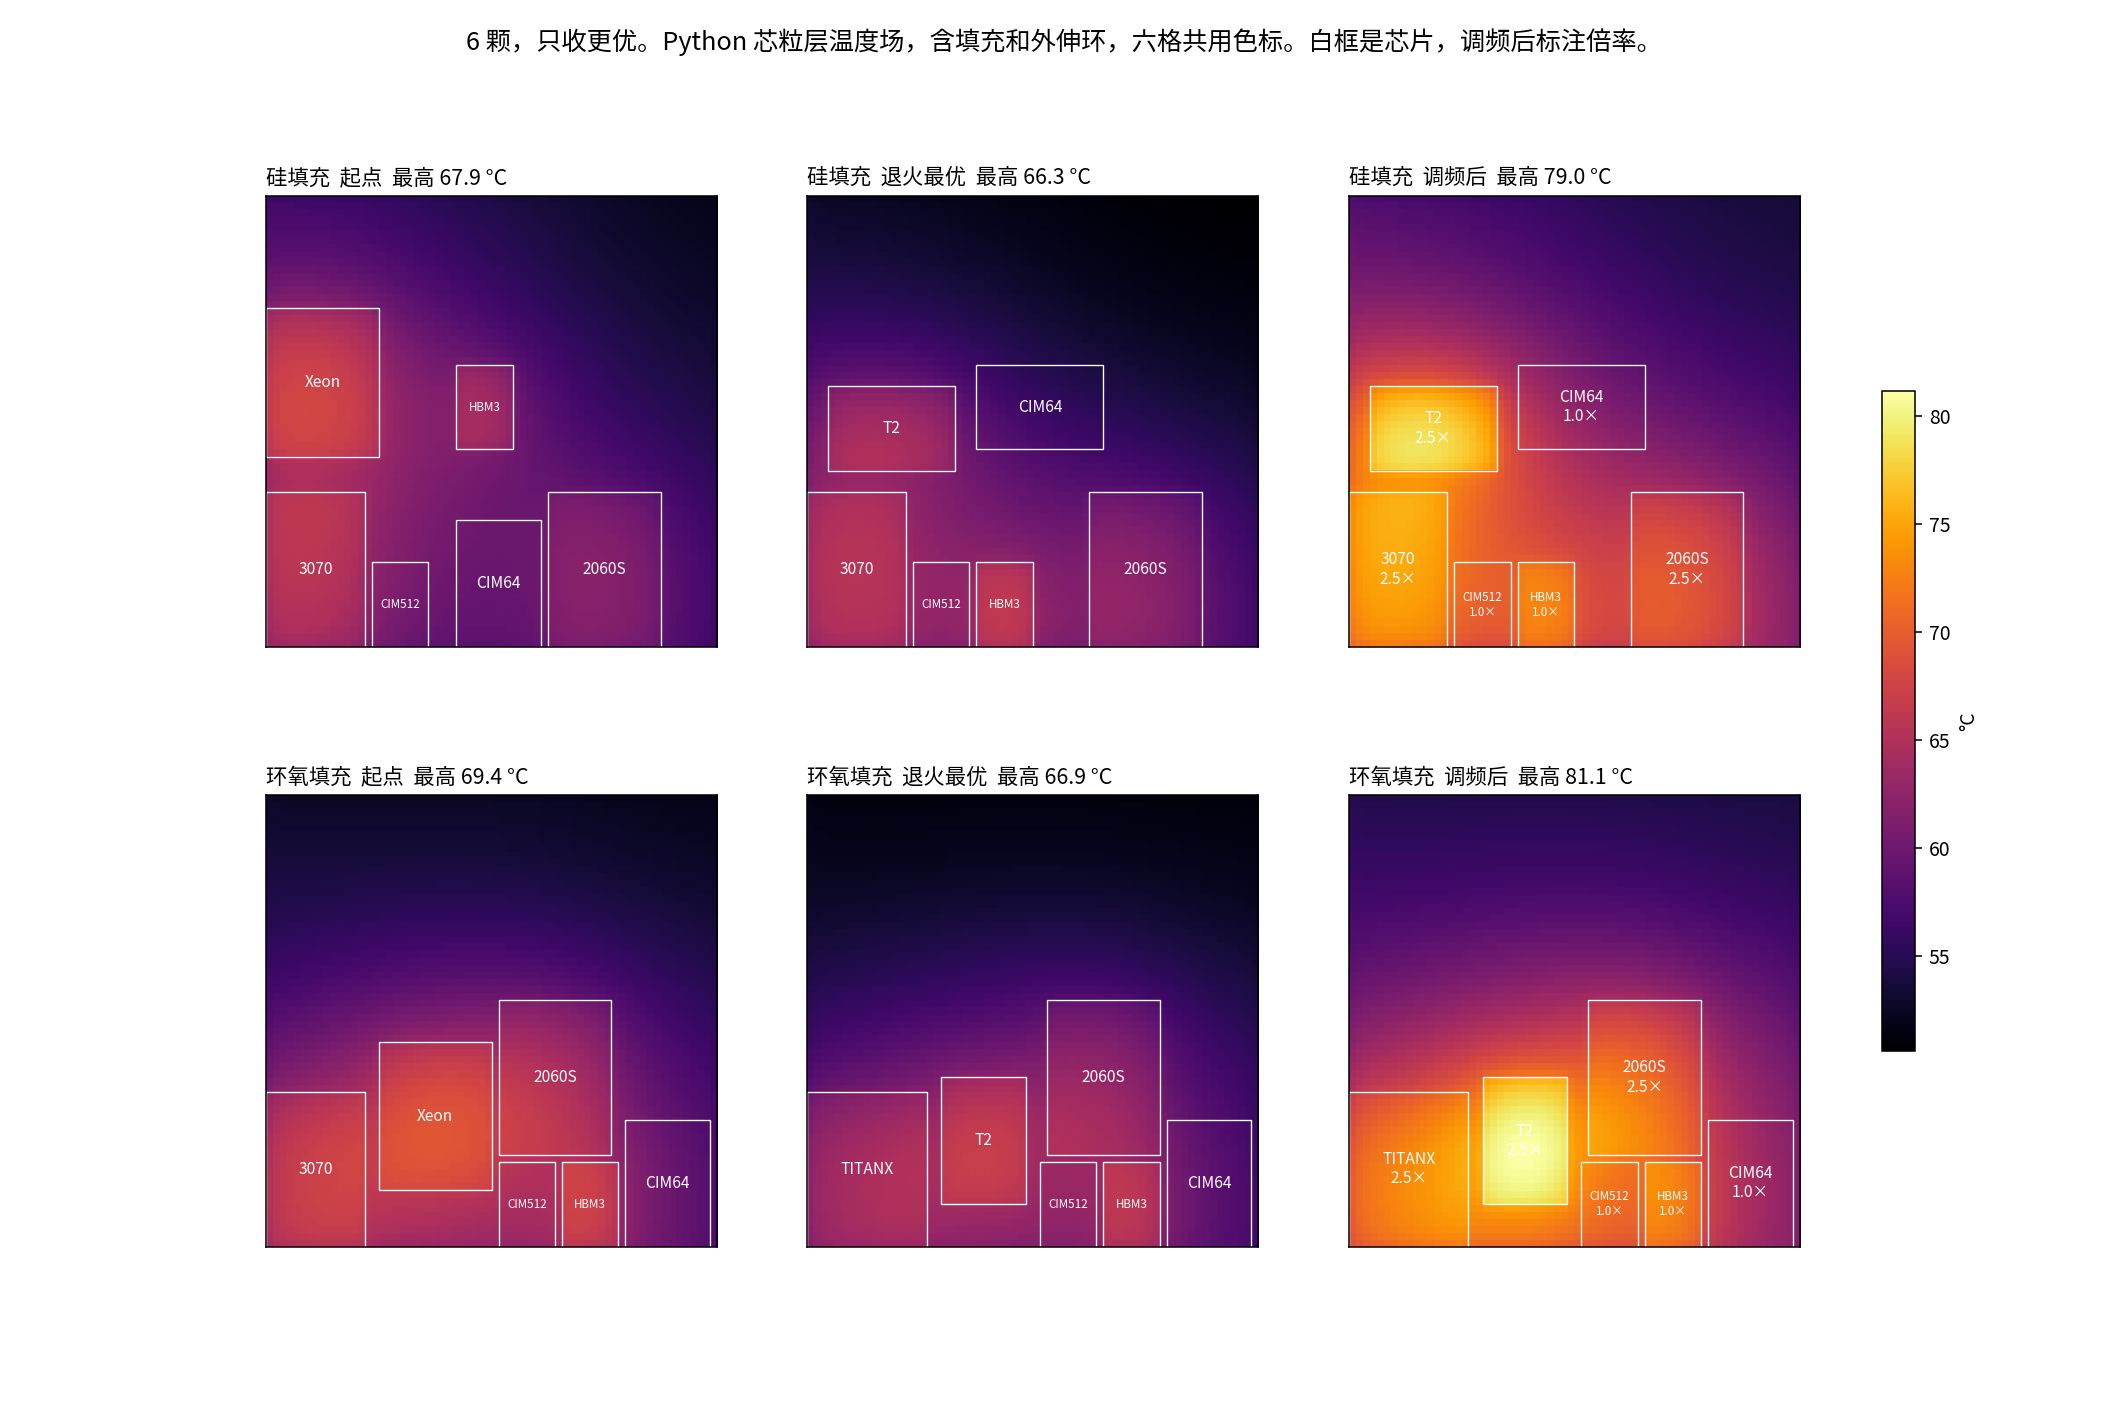 6 颗，只收更优。Python 芯粒层温度场，含填充和外伸环，六格共用色标。白框是芯片，调频后标注倍率。
硅填充 起点 最高 67.9 °C
Xeon
HBM3
3070
CIM512
CIM64
2060S
硅填充 退火最优 最高 66.3 °C
T2
CIM64
3070
CIM512
HBM3
2060S
硅填充 调频后 最高 79.0 °C
T2
2.5×
CIM64
1.0×
3070
2.5×
CIM512
1.0×
HBM3
1.0×
2060S
2.5×
环氧填充 起点 最高 69.4 °C
2060S
Xeon
3070
CIM512
HBM3
CIM64
环氧填充 退火最优 最高 66.9 °C
2060S
T2
TITANX
CIM512
HBM3
CIM64
环氧填充 调频后 最高 81.1 °C
2060S
2.5×
T2
2.5×
TITANX
2.5×
CIM512
1.0×
HBM3
1.0×
CIM64
1.0×
80
75
70
65
60
55
°C